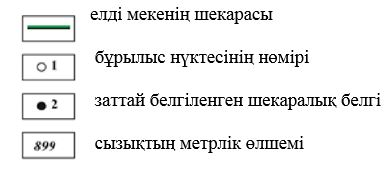 елді мекенің шекарасы
1 бұрылыс нүктесінің нөмірі
2 заттай белгіленген шекаралық белгі
899 сызықтың метрлік өлшемі